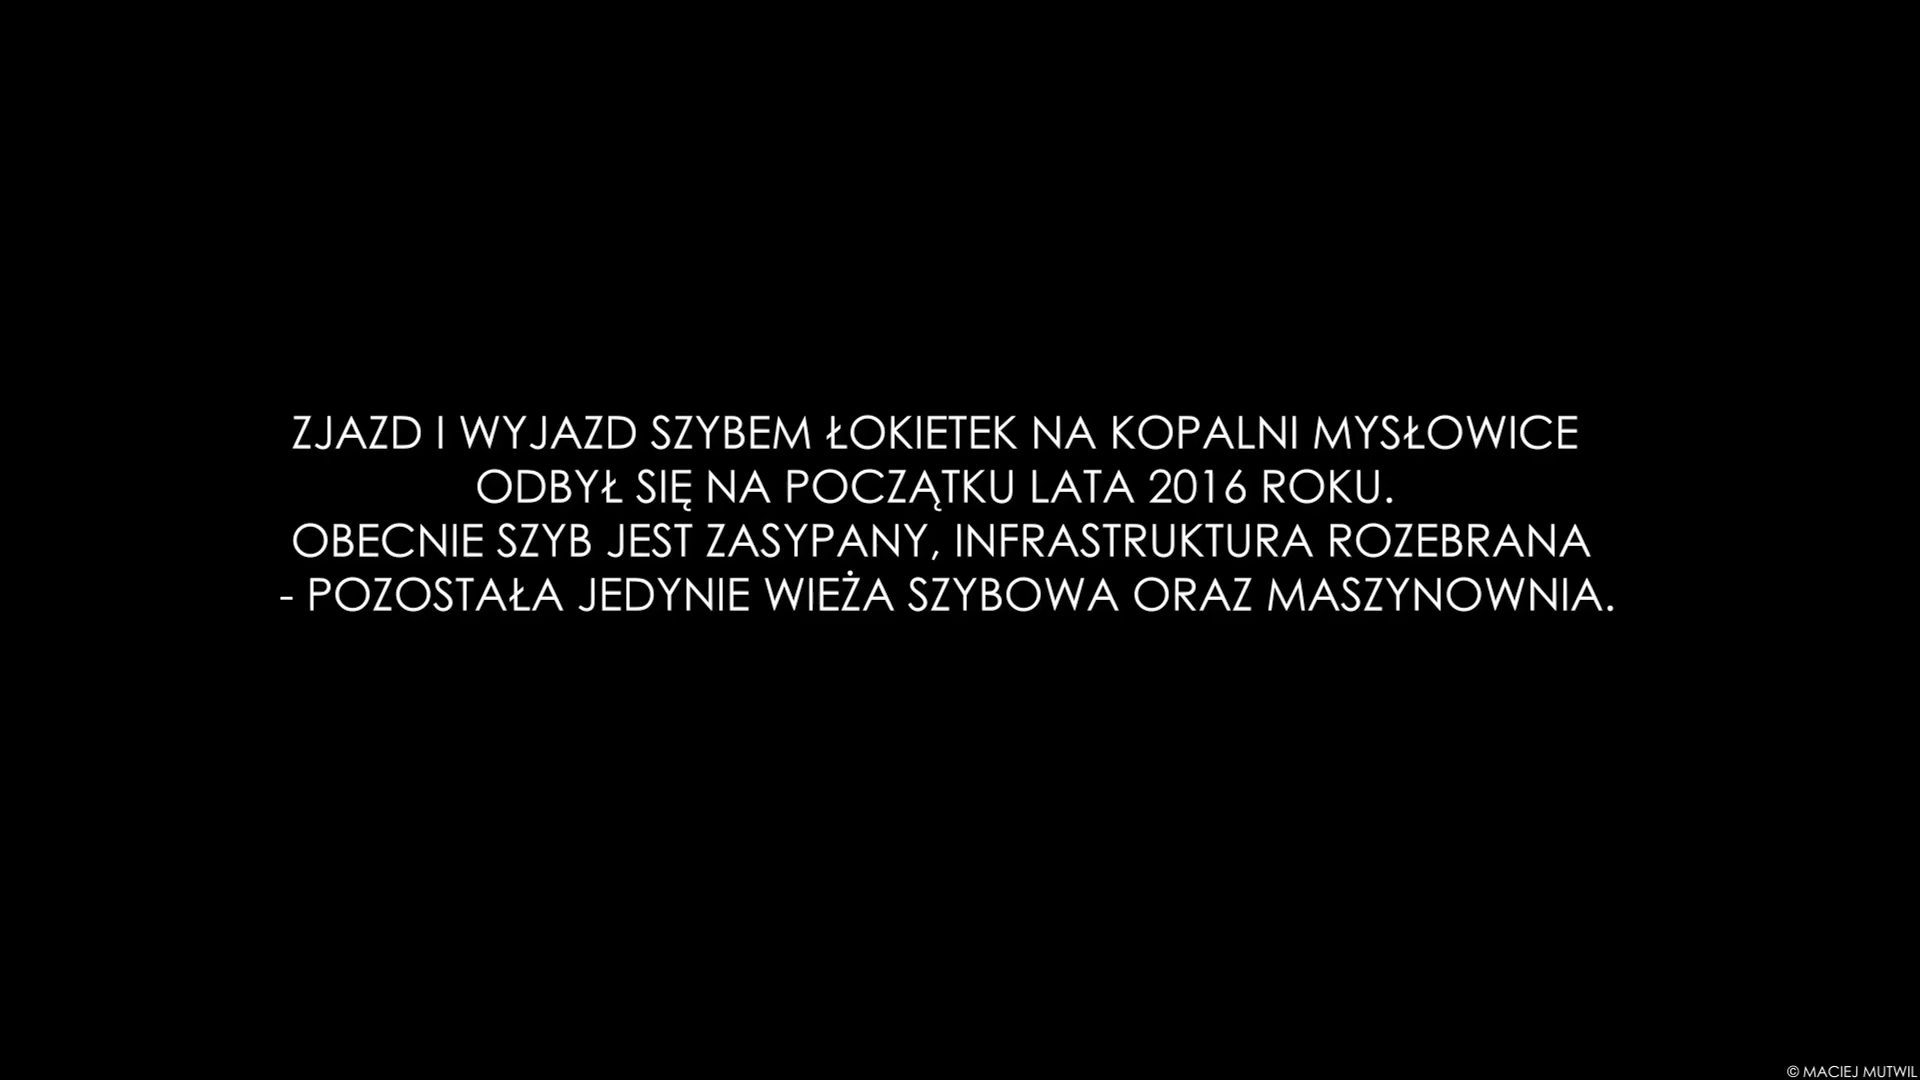 ZJAZD I WYJAZD SZYBEM ŁOKIETEK NA KOPALNI MYSŁOWICE
ODBYŁ SIĘ NA POCZĄTKU LATA 2016 ROKU.
OBECNIE SZYB JEST ZASYPANY, INFRASTRUKTURA ROZEBRANA
- POZOSTAŁA JEDYNIE WIEŻA SZYBOWA ORAZ MASZYNOWNIA.
© MACIEJ MUTWIL